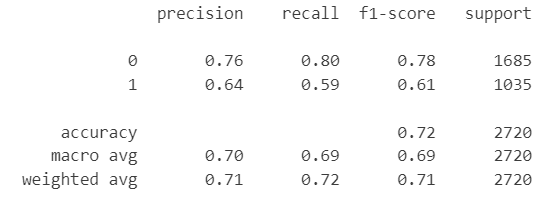 precision recall f1-score support
0 0.76 0.80 0.78 1685
1 0.64 0.59 0.61 1035
accuracy 0.72 2720
macro avg 0.70 0.69 0.69 2720
weighted avg 0.71 0.72 0.71 2720